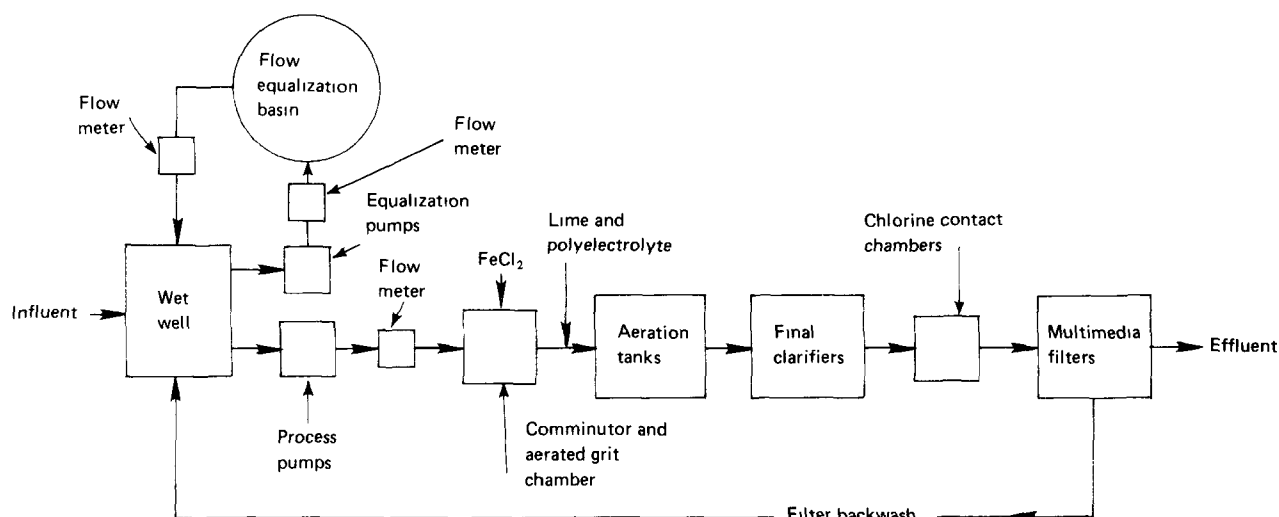 Flow
equalization
basin
Flow
meter
Flow
meter
Equalization
pumps
Flow
meter
FeCl₂
Lime and
polyelectrolyte
Chlorine contact
chambers
Influent
Wet
well
Aeration
tanks
Final
clarifiers
Multimedia
filters
Effluent
Process
pumps
Comminutor and
aerated grit
chamber
Filter backwash